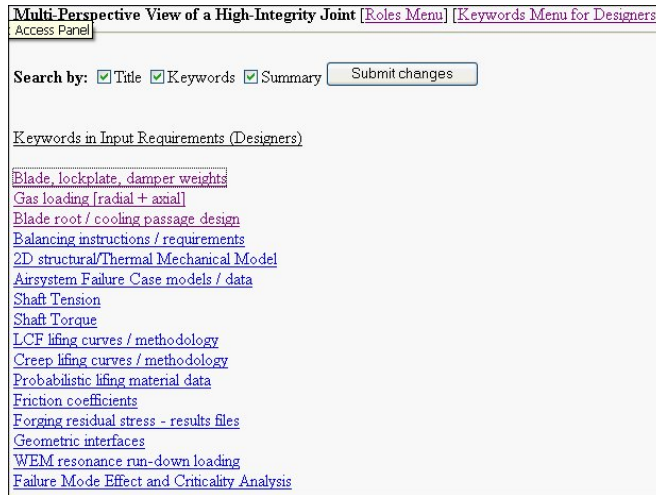 Multi-Perspective View of a High-Integrity Joint [Roles Menu] [Keywords Menu for Designers
Access Panel
Search by: Title Keywords Summary Submit changes
Keywords in Input Requirements (Designers)
Blade, lockplate, damper weights
Gas loading [radial + axial]
Blade root / cooling passage design
Balancing instructions / requirements
2D structural/Thermal Mechanical Model
Airsystem Failure Case models / data
Shaft Tension
Shaft Torque
LCF lifing curves / methodology
Creep lifing curves / methodology
Probabilistic lifing material data
Friction coefficients
Forging residual stress - results files
Geometric interfaces
WEM resonance run-down loading
Failure Mode Effect and Criticality Analysis